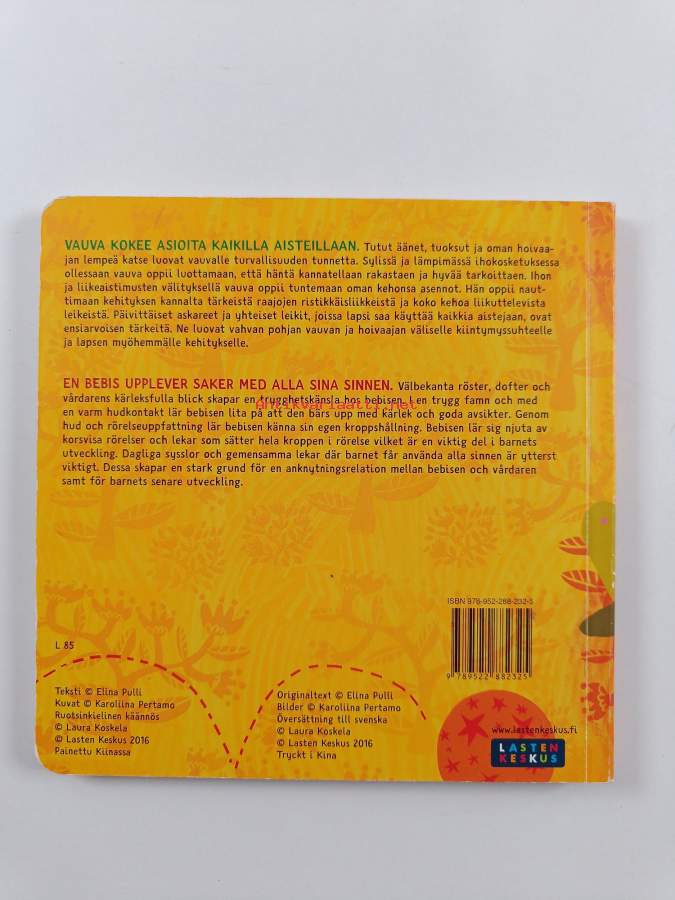 VAUVA KOKEE ASIOITA KAIKILLA AISTEILLAAN. Tutut äänet, tuoksut ja oman hoivaa-
jan lempeä katse luovat vauvalle turvallisuuden tunnetta. Sylissä ja lämpimässä ihokosketuksessa
ollessaan vauva oppii luottamaan, että häntä kannatellaan rakastaen ja hyvää tarkoittaen. Ihon
ja liikeaistimusten välityksellä vauva oppii tuntemaan oman kehonsa asennot. Hän oppii naut-
timaan kehityksen kannalta tärkeistä raajojen ristikkäisliikkeistä ja koko kehoa liikuttelevista
leikeistä. Päivittäiset askareet ja yhteiset leikit, joissa lapsi saa käyttää kaikkia aistejaan, ovat
ensiarvoisen tärkeitä. Ne luovat vahvan pohjan vauvan ja hoivaajan väliselle kiintymyssuhteelle
ja lapsen myöhemmälle kehitykselle.
EN BEBIS UPPLEVER SAKER MED ALLA SINA SINNEN. Välbekanta röster, dofter och
vårdarens kärleksfulla blick skapar en trygghetskänsla hos bebisen. I en trygg famn och med
Antikvariaatti.net
en varm hudkontakt lär bebisen lita på att den bärs upp med kärlek och goda avsikter. Genom
hud och rörelseuppfattning lär bebisen känna sin egen kroppshållning. Bebisen lär sig njuta av
korsvisa rörelser och lekar som sätter hela kroppen i rörelse vilket är en viktig del i barnets
utveckling. Dagliga sysslor och gemensamma lekar där barnet får använda alla sinnen är ytterst
viktigt. Dessa skapar en stark grund för en anknytningsrelation mellan bebisen och vårdaren
samt för barnets senare utveckling.
ISBN 978-952-288-232-5
9 789522 882325
L 85
Teksti © Elina Pulli
Kuvat © Karoliina Pertamo
Ruotsinkielinen käännös
© Laura Koskela
© Lasten Keskus 2016
Painettu Kiinassa
Originaltext © Elina Pulli
Bilder © Karoliina Pertamo
Översättning till svenska
© Laura Koskela
© Lasten Keskus 2016
Tryckt i Kina
www.lastenkeskus.fi
LASTEN
KESKUS